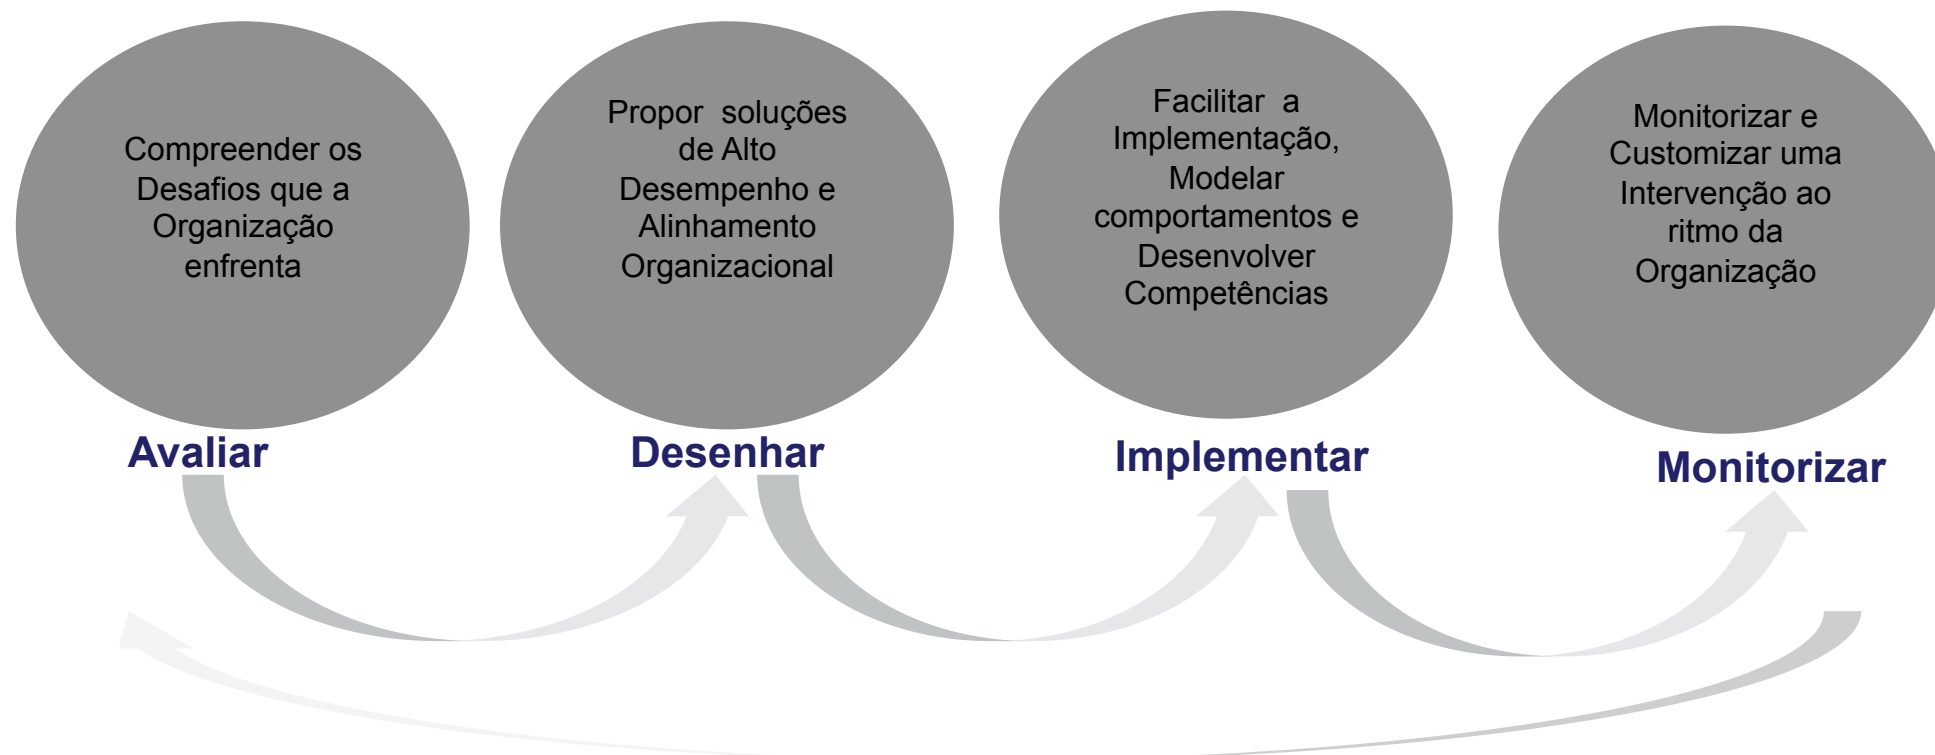 Compreender os
Desafios que a
Organização
enfrenta
Avaliar
Propor soluções
de Alto
Desempenho e
Alinhamento
Organizacional
Desenhar
Facilitar a
Implementação,
Modelar
comportamentos e
Desenvolver
Competências
Implementar
Monitorizar e
Customizar uma
Intervenção ao
ritmo da
Organização
Monitorizar